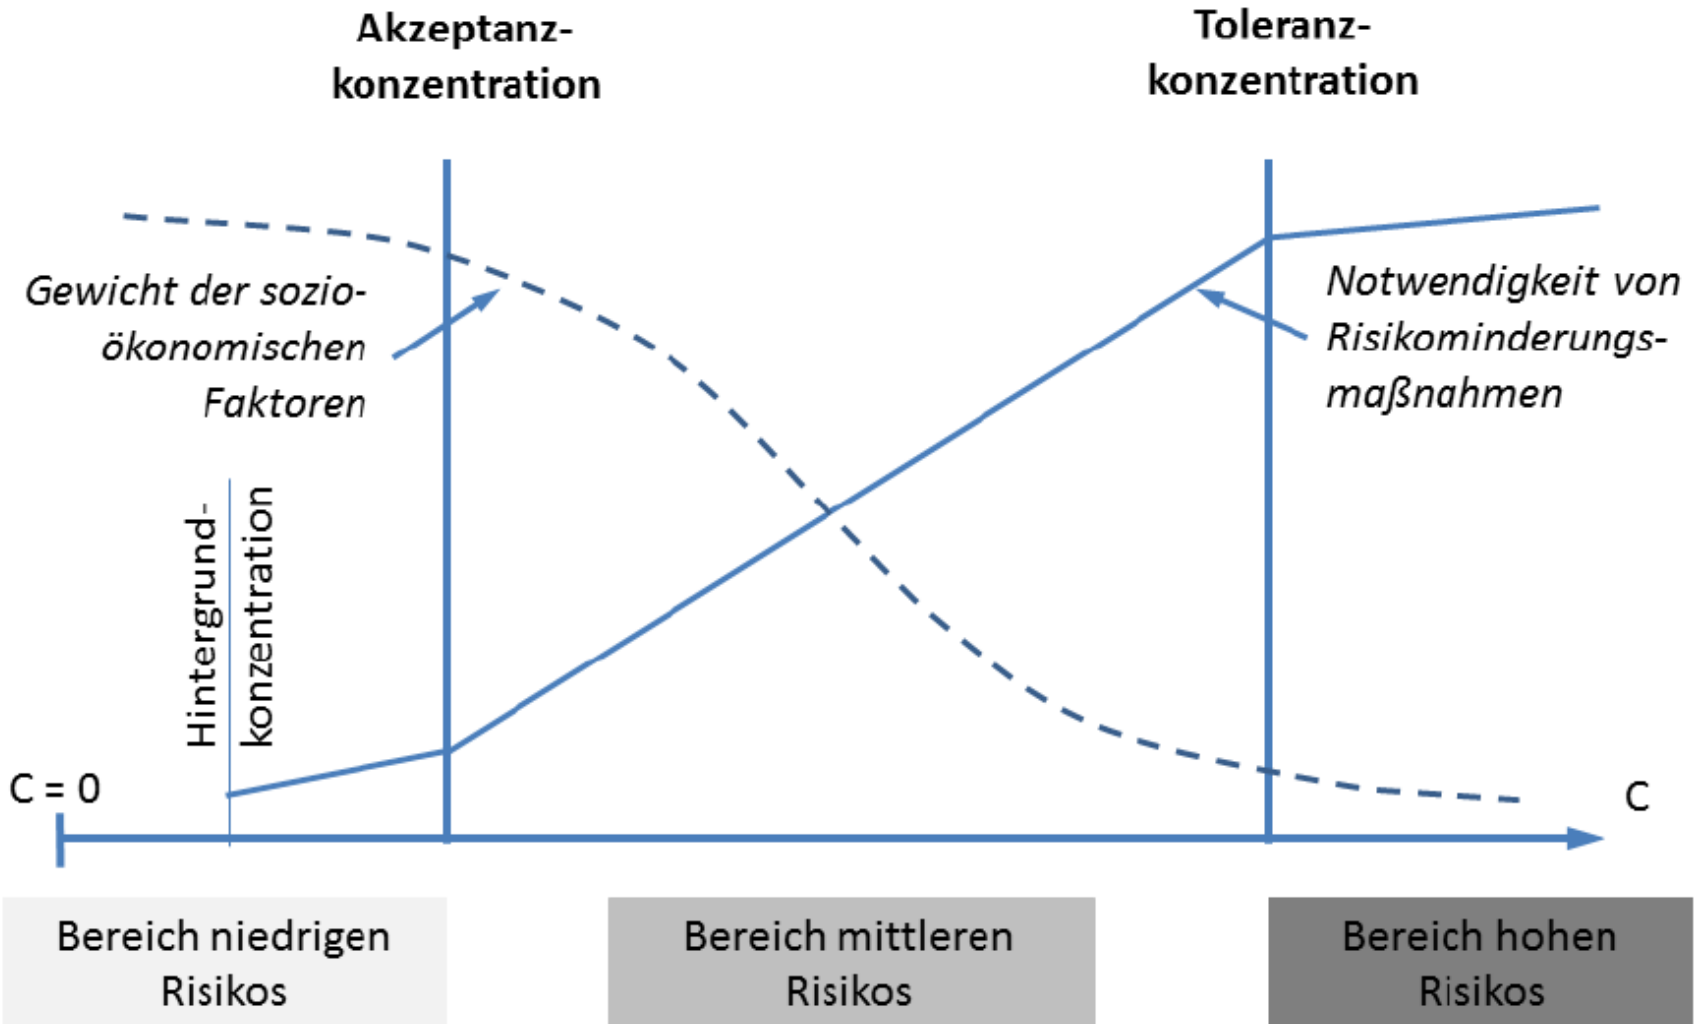 Akzeptanz-
konzentration
Toleranz-
konzentration
Gewicht der sozio-
ökonomischen
Faktoren
Notwendigkeit von
Risikominderungs-
maßnahmen
Hintergrund-
konzentration
C = 0
C
Bereich niedrigen
Risikos
Bereich mittleren
Risikos
Bereich hohen
Risikos